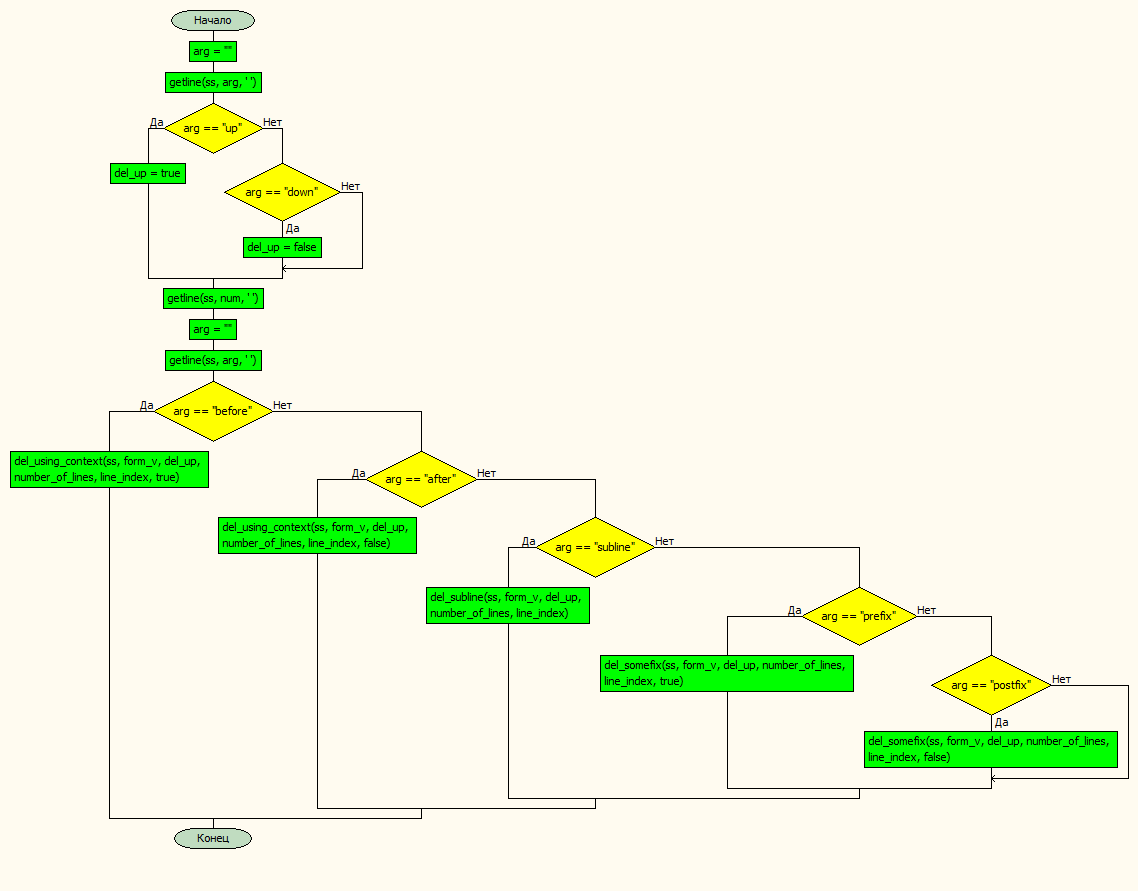 Начало
arg = ""
getline(ss, arg, ' ')
Да
arg == "up"
Нет
del_up = true
arg == "down"
Нет
Да
del_up = false
getline(ss, num, ' ')
arg = ""
getline(ss, arg, ' ')
Да
arg == "before"
Нет
del_using_context(ss, form_v, del_up,
number_of_lines, line_index, true)
Да
arg == "after"
Нет
del_using_context(ss, form_v, del_up,
number_of_lines, line_index, false)
Да
arg == "subline"
Нет
del_subline(ss, form_v, del_up,
number_of_lines, line_index)
Да
arg == "prefix"
Нет
del_somefix(ss, form_v, del_up, number_of_lines,
line_index, true)
arg == "postfix"
Нет
Да
del_somefix(ss, form_v, del_up, number_of_lines,
line_index, false)
Конец